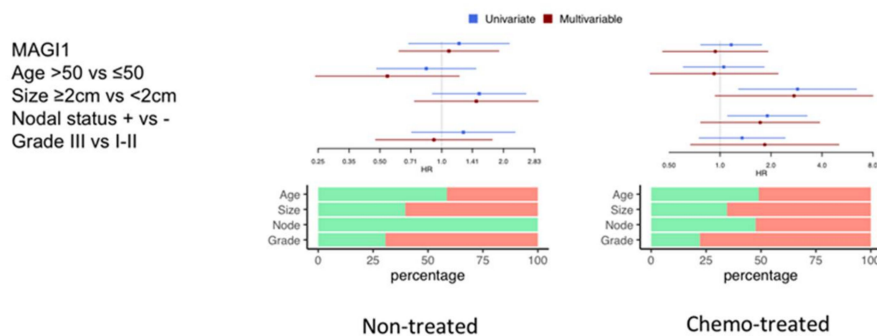 Univariate Multivariable
MAGI1
Age >50 vs ≤50
Size ≥2cm vs <2cm
Nodal status + vs -
Grade III vs I-II
0.25 0.35 0.50 0.71 1.0 1.41 2.0 2.83
HR
0.50 1.0 2.0 4.0 8.0
HR
Age
Size
Node
Grade
0 25 50 75 100
percentage
Age
Size
Node
Grade
0 25 50 75 100
percentage
Non-treated
Chemo-treated